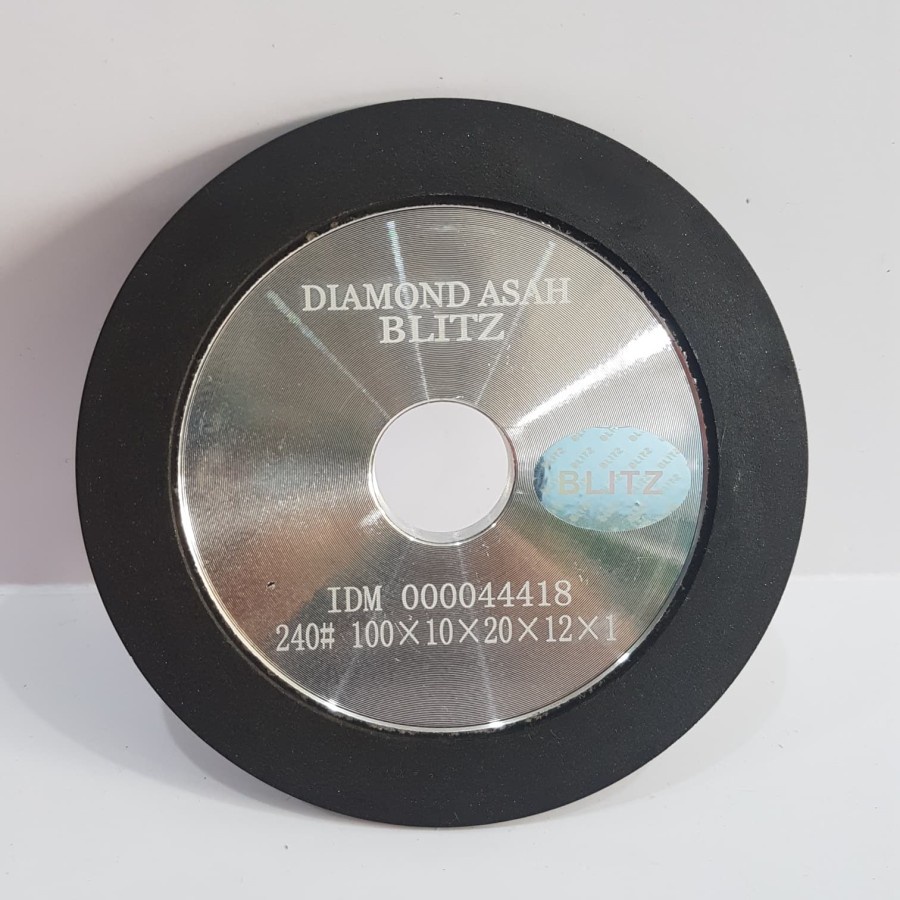 DIAMOND ASAH
BLITZ
BLITZ
IDM 000044418
240# 100×10×20×12×1